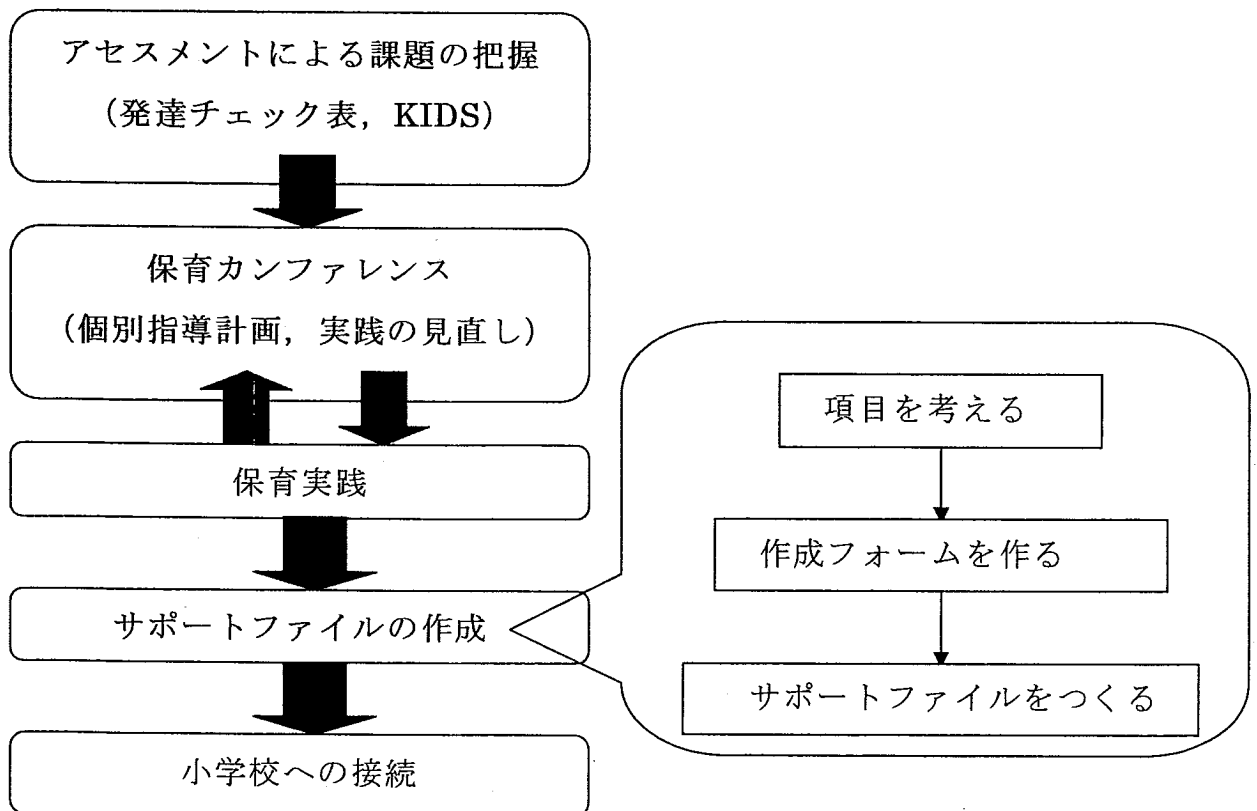 アセスメントによる課題の把握
（発達チェック表，KIDS）
保育カンファレンス
（個別指導計画，実践の見直し）
保育実践
サポートファイルの作成
小学校への接続
項目を考える
作成フォームを作る
サポートファイルをつくる